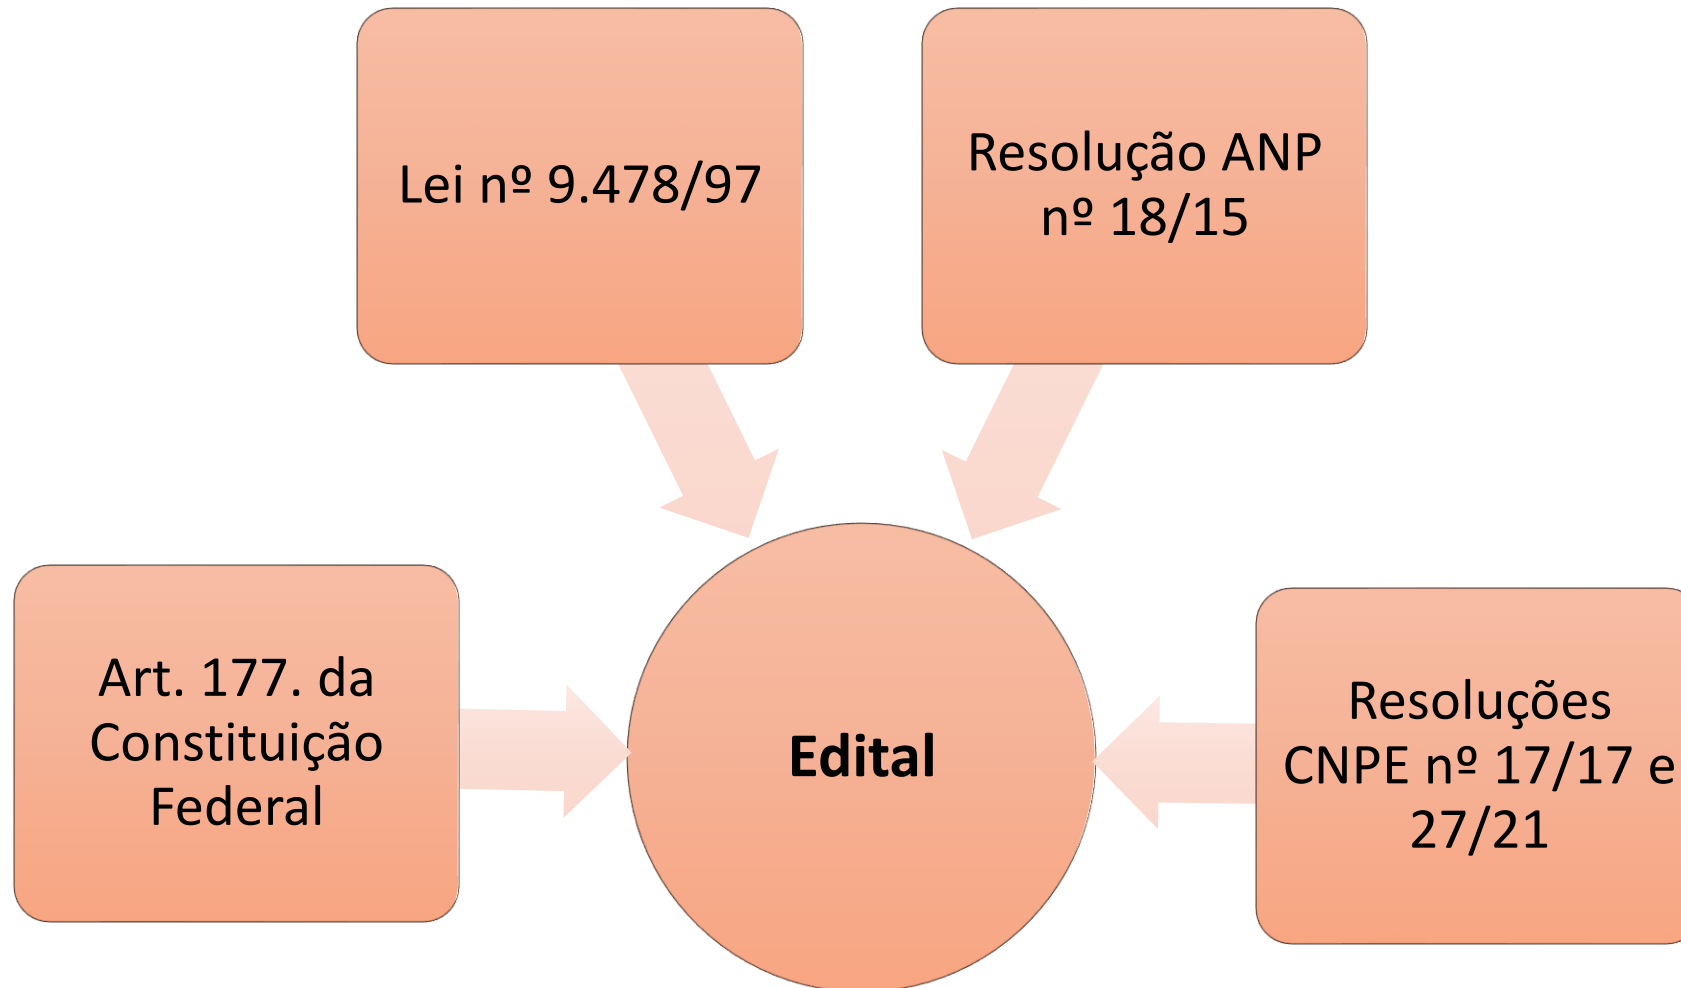 Lei nº 9.478/97
Resolução ANP
nº 18/15
Art. 177. da
Constituição
Federal
Edital
Resoluções
CNPE nº 17/17 e
27/21